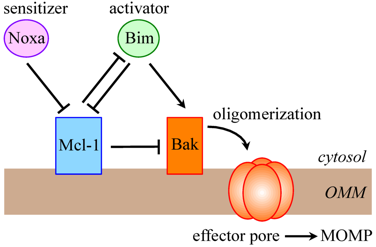 sensitizer
activator
Noxa
Bim
Mcl-1
Bak
oligomerization
cytosol
OMM
effector pore
MOMP